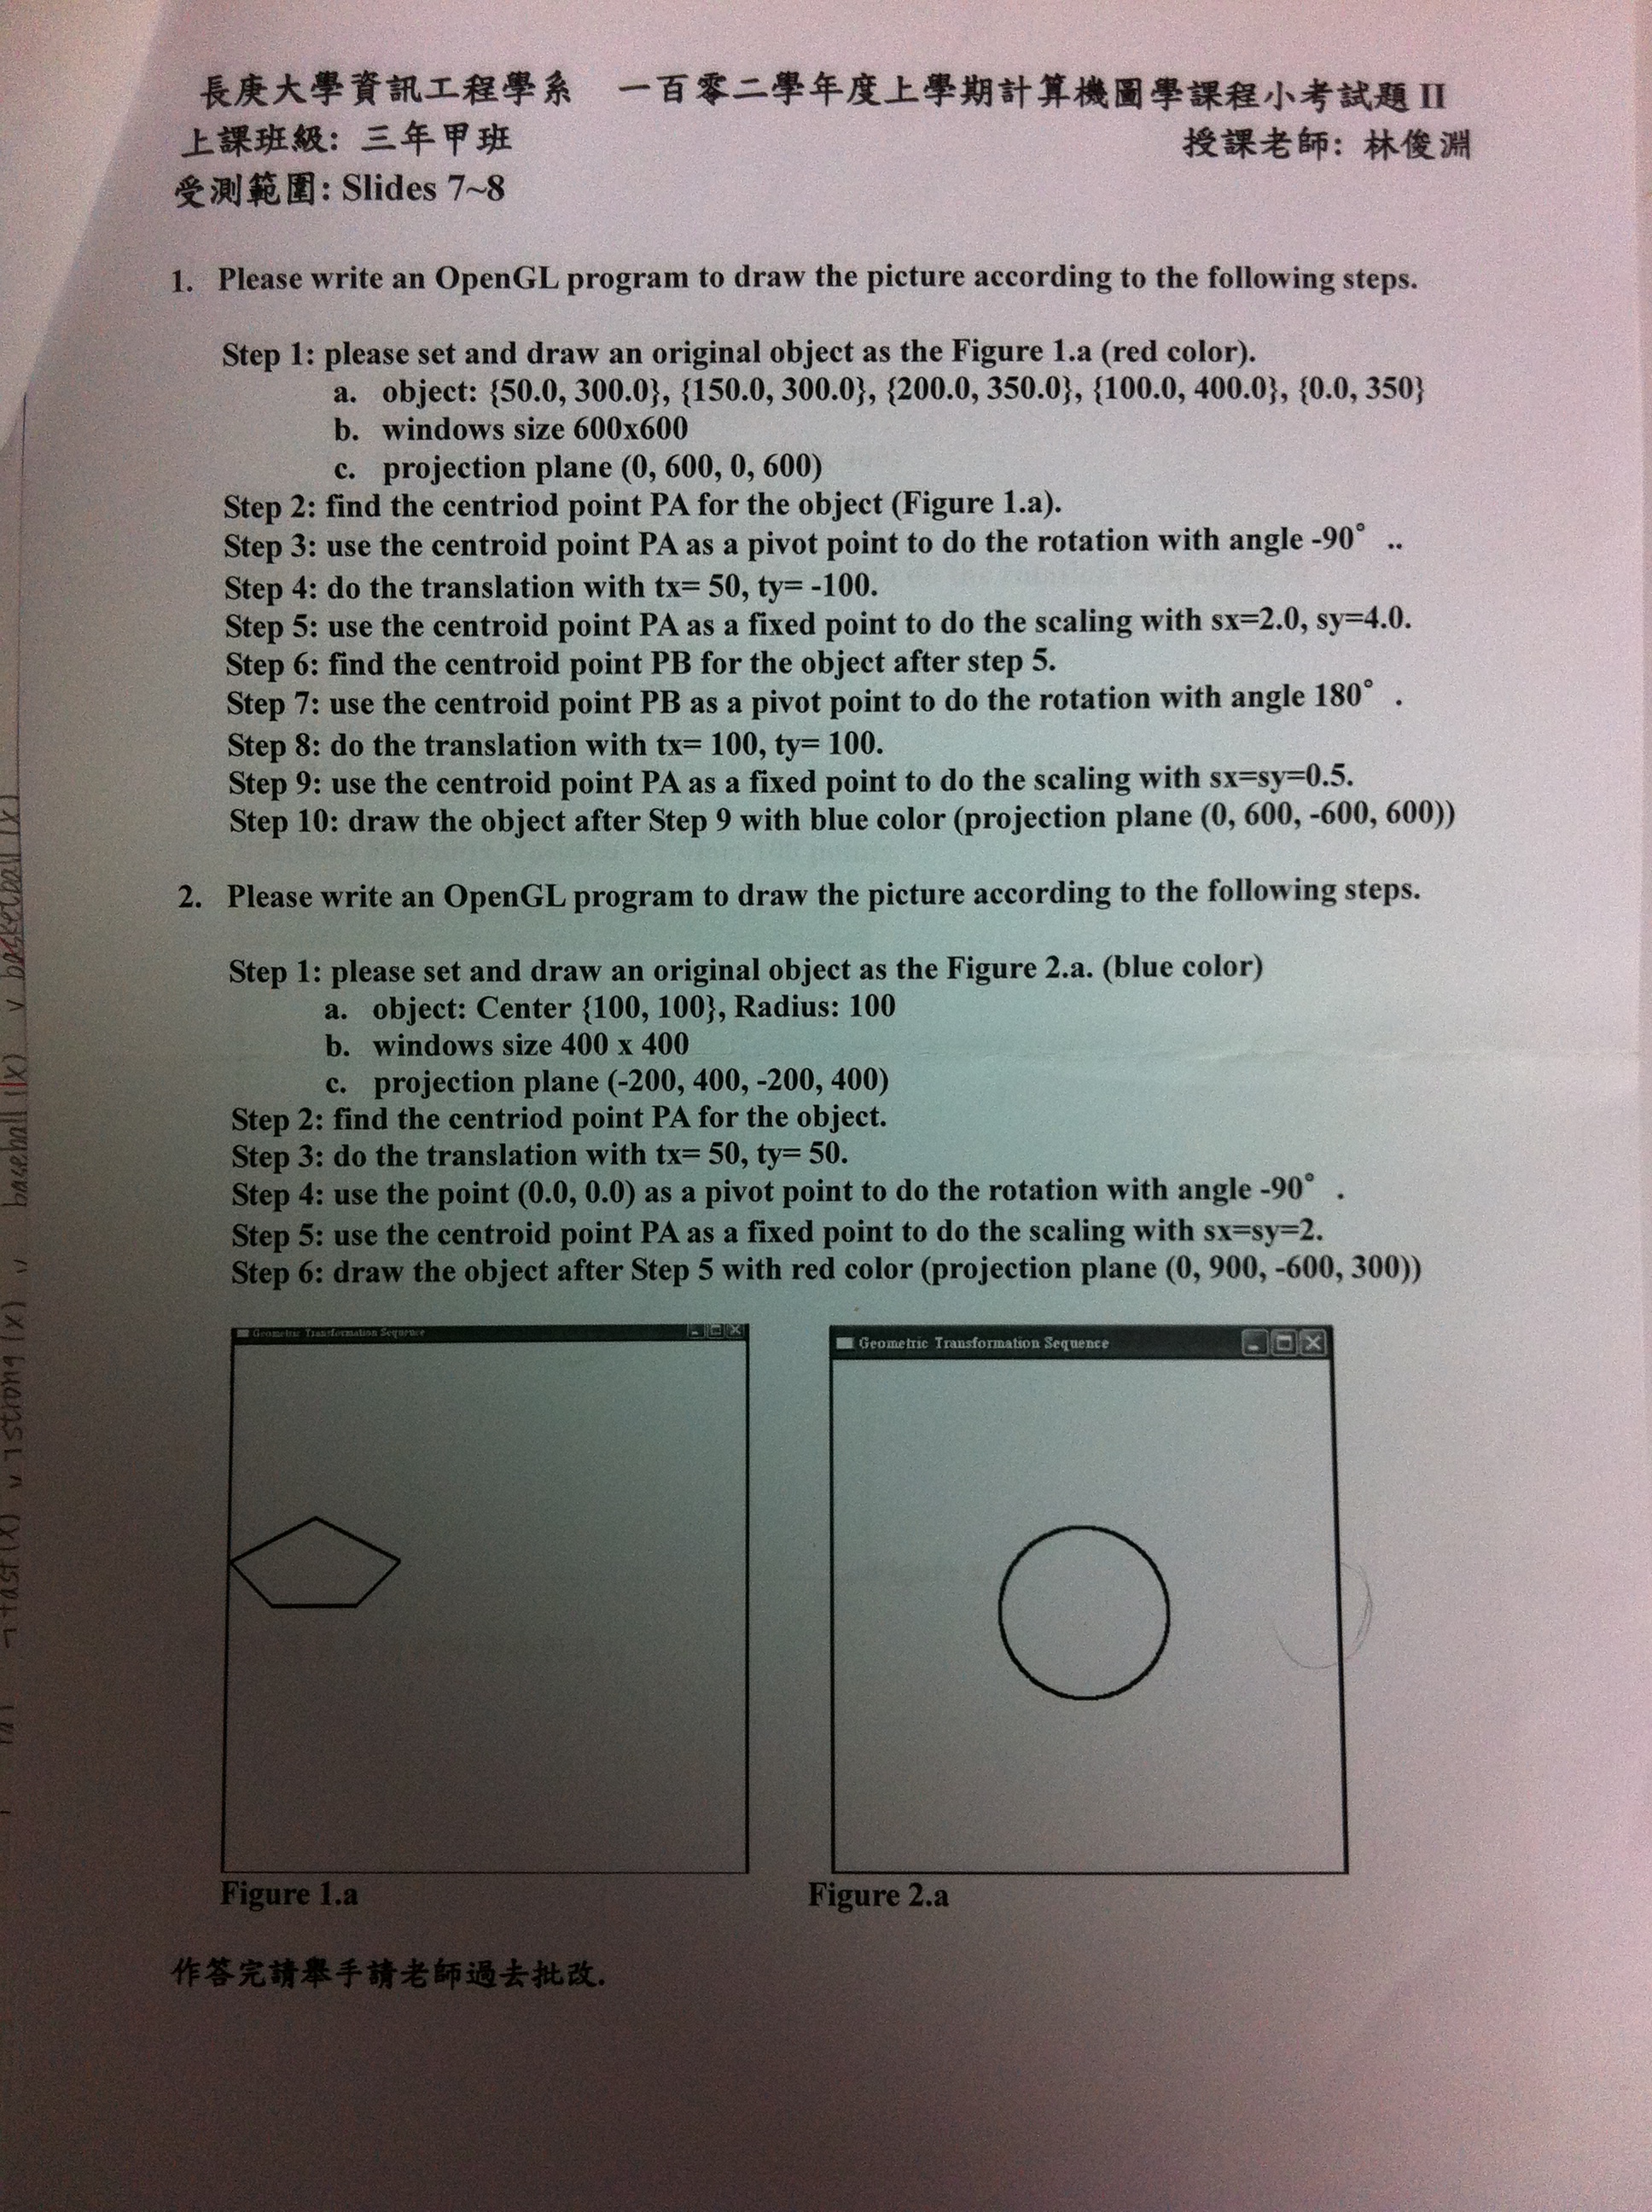 長庚大學資訊工程學系 一百零二學年度上學期計算機圖學課程小考試題 II
上課班級: 三年甲班 授課老師: 林俊淵
受測範圍: Slides 7~8
1. Please write an OpenGL program to draw the picture according to the following steps.
Step 1: please set and draw an original object as the Figure 1.a (red color).
a. object: {50.0, 300.0}, {150.0, 300.0}, {200.0, 350.0}, {100.0, 400.0}, {0.0, 350}
b. windows size 600x600
c. projection plane (0, 600, 0, 600)
Step 2: find the centriod point PA for the object (Figure 1.a).
Step 3: use the centroid point PA as a pivot point to do the rotation with angle -90° ..
Step 4: do the translation with tx= 50, ty= -100.
Step 5: use the centroid point PA as a fixed point to do the scaling with sx=2.0, sy=4.0.
Step 6: find the centroid point PB for the object after step 5.
Step 7: use the centroid point PB as a pivot point to do the rotation with angle 180° .
Step 8: do the translation with tx= 100, ty= 100.
Step 9: use the centroid point PA as a fixed point to do the scaling with sx=sy=0.5.
Step 10: draw the object after Step 9 with blue color (projection plane (0, 600, -600, 600))
2. Please write an OpenGL program to draw the picture according to the following steps.
Step 1: please set and draw an original object as the Figure 2.a. (blue color)
a. object: Center {100, 100}, Radius: 100
b. windows size 400 x 400
c. projection plane (-200, 400, -200, 400)
Step 2: find the centriod point PA for the object.
Step 3: do the translation with tx= 50, ty= 50.
Step 4: use the point (0.0, 0.0) as a pivot point to do the rotation with angle -90° .
Step 5: use the centroid point PA as a fixed point to do the scaling with sx=sy=2.
Step 6: draw the object after Step 5 with red color (projection plane (0, 900, -600, 300))
Geometric Transformation Sequence
Geometric Transformation Sequence
Figure 1.a
Figure 2.a
作答完請舉手請老師過去批改.
basketball (x)
baseball (x)
strong (x)
fast (x)